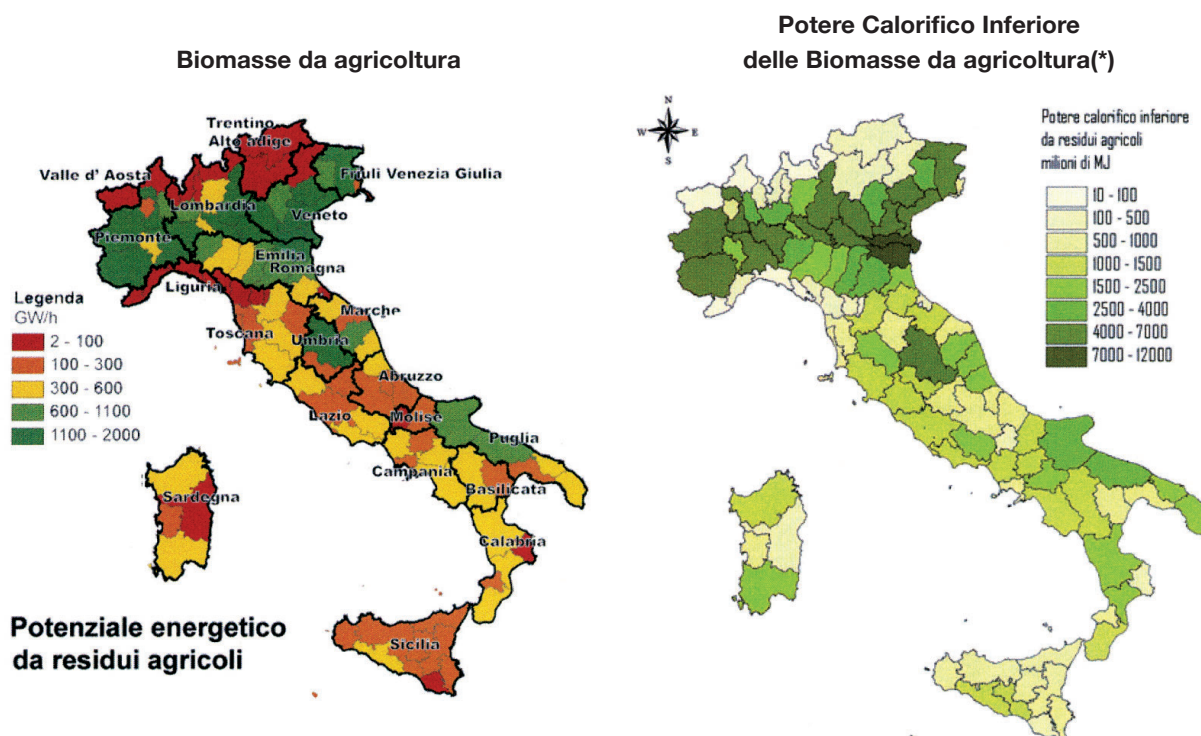 Biomasse da agricoltura
Trentino
Alto adige
Valle d' Aosta
Friuli Venezia Giulia
Lombardia
Veneto
Piemonte
Emilia
Romagna
Liguria
Legenda
GW/h
2 - 100
100 - 300
300 - 600
600 - 1100
1100 - 2000
Marche
Toscana
Umbria
Abruzzo
Lazio
Molise
Puglia
Campania
Basilicata
Sardegna
Calabria
Sicilia
Potenziale energetico
da residui agricoli
Potere Calorifico Inferiore
delle Biomasse da agricoltura(*)
N
W E
S
Potere calorifico inferiore
da residui agricoli
milioni di MJ
10 - 100
100 - 500
500 - 1000
1000 - 1500
1500 - 2500
2500 - 4000
4000 - 7000
7000 - 12000